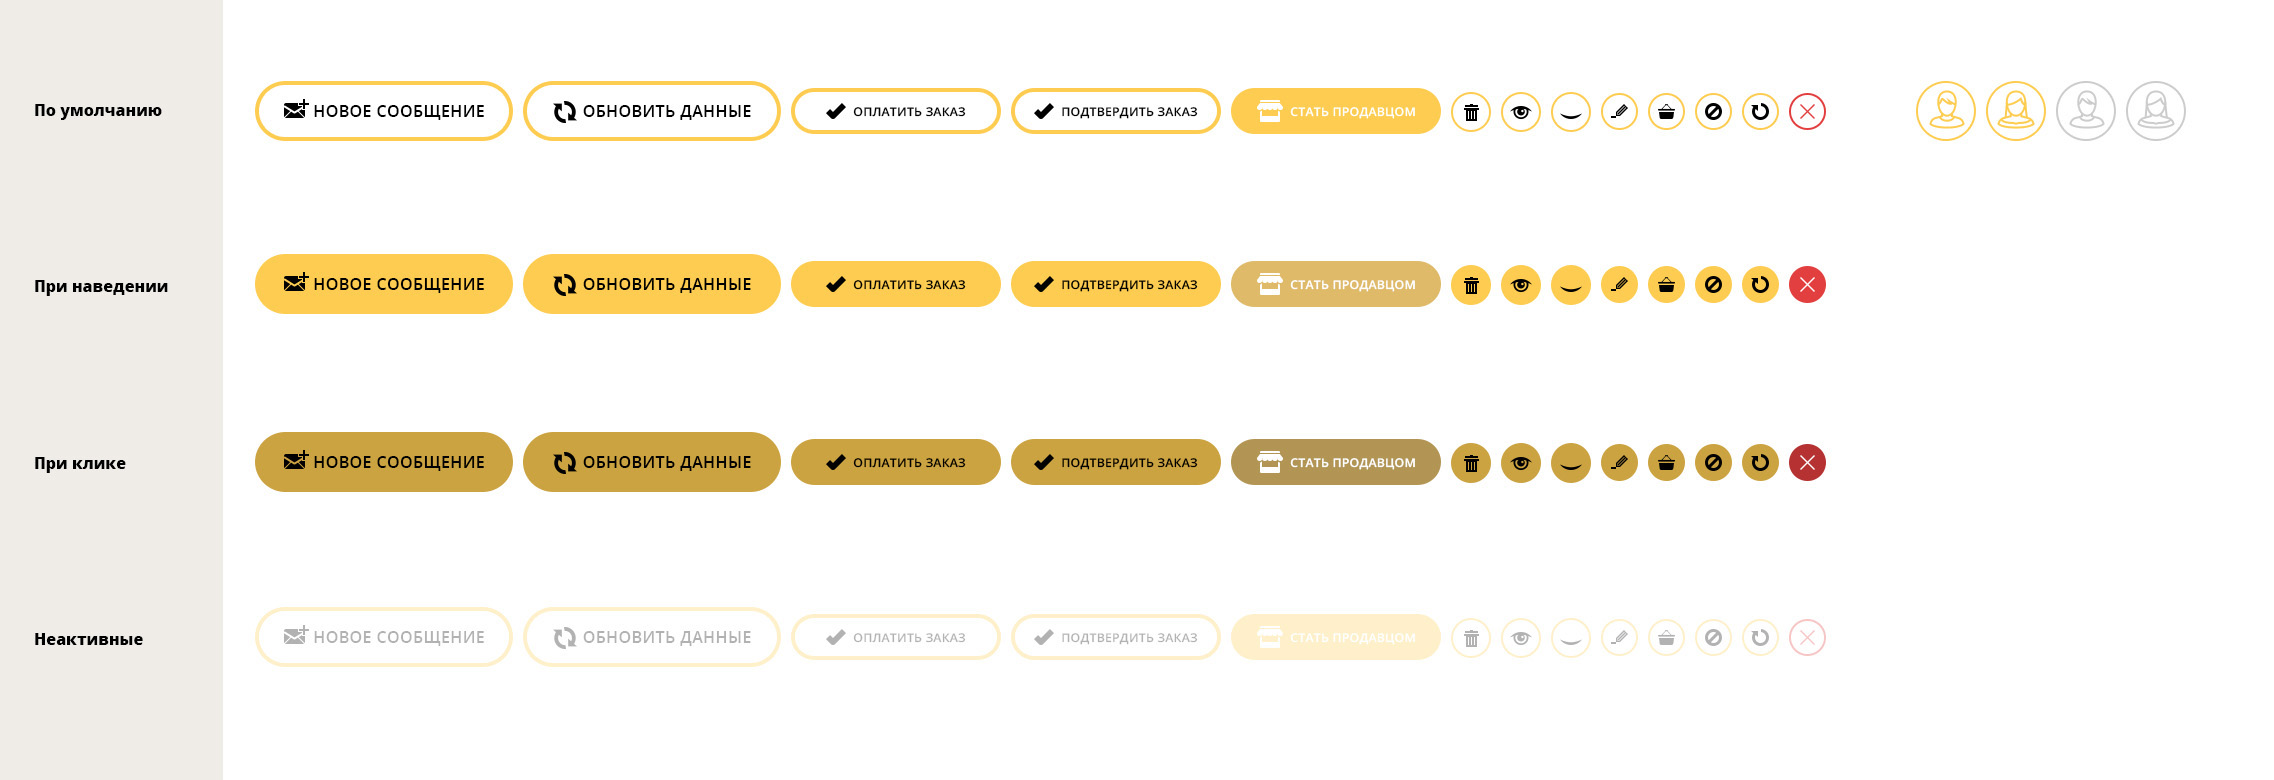 По умолчанию
НОВОЕ СООБЩЕНИЕ ОБНОВИТЬ ДАННЫЕ ОПЛАТИТЬ ЗАКАЗ ПОДТВЕРДИТЬ ЗАКАЗ СТАТЬ ПРОДАВЦОМ
При наведении
НОВОЕ СООБЩЕНИЕ ОБНОВИТЬ ДАННЫЕ ОПЛАТИТЬ ЗАКАЗ ПОДТВЕРДИТЬ ЗАКАЗ СТАТЬ ПРОДАВЦОМ
При клике
НОВОЕ СООБЩЕНИЕ ОБНОВИТЬ ДАННЫЕ ОПЛАТИТЬ ЗАКАЗ ПОДТВЕРДИТЬ ЗАКАЗ СТАТЬ ПРОДАВЦОМ
Неактивные
НОВОЕ СООБЩЕНИЕ ОБНОВИТЬ ДАННЫЕ ОПЛАТИТЬ ЗАКАЗ ПОДТВЕРДИТЬ ЗАКАЗ СТАТЬ ПРОДАВЦОМ